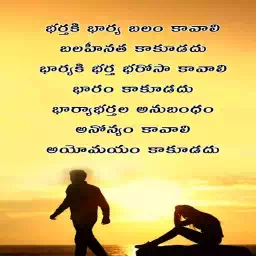 భర్తకి భార్య బలం కావాలి
బలహీనత కాకూడదు
భార్యకి భర్త భరోసా కావాలి
భారం కాకూడదు
భార్యాభర్తల అనుబంధం
అన్యోన్యం కావాలి
అయోమయం కాకూడదు